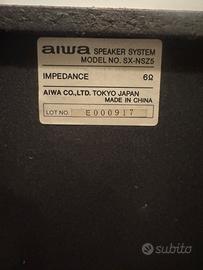 aiwa SPEAKER SYSTEM
MODEL NO. SX-NSZ5
IMPEDANCE 6Ω
AIWA CO.,LTD. TOKYO JAPAN
MADE IN CHINA
LOT NO. E000917
subito